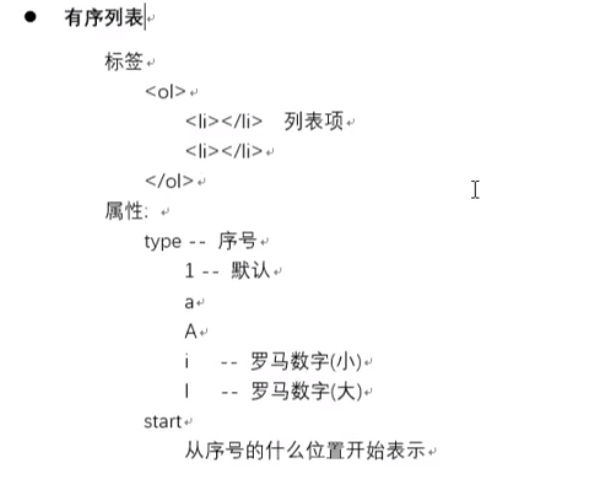 ● 有序列表
标签
<ol>
<li></li> 列表项
<li></li>
</ol>
属性:
type -- 序号
1 -- 默认
a
A
i -- 罗马数字(小)
I -- 罗马数字(大)
start
从序号的什么位置开始表示